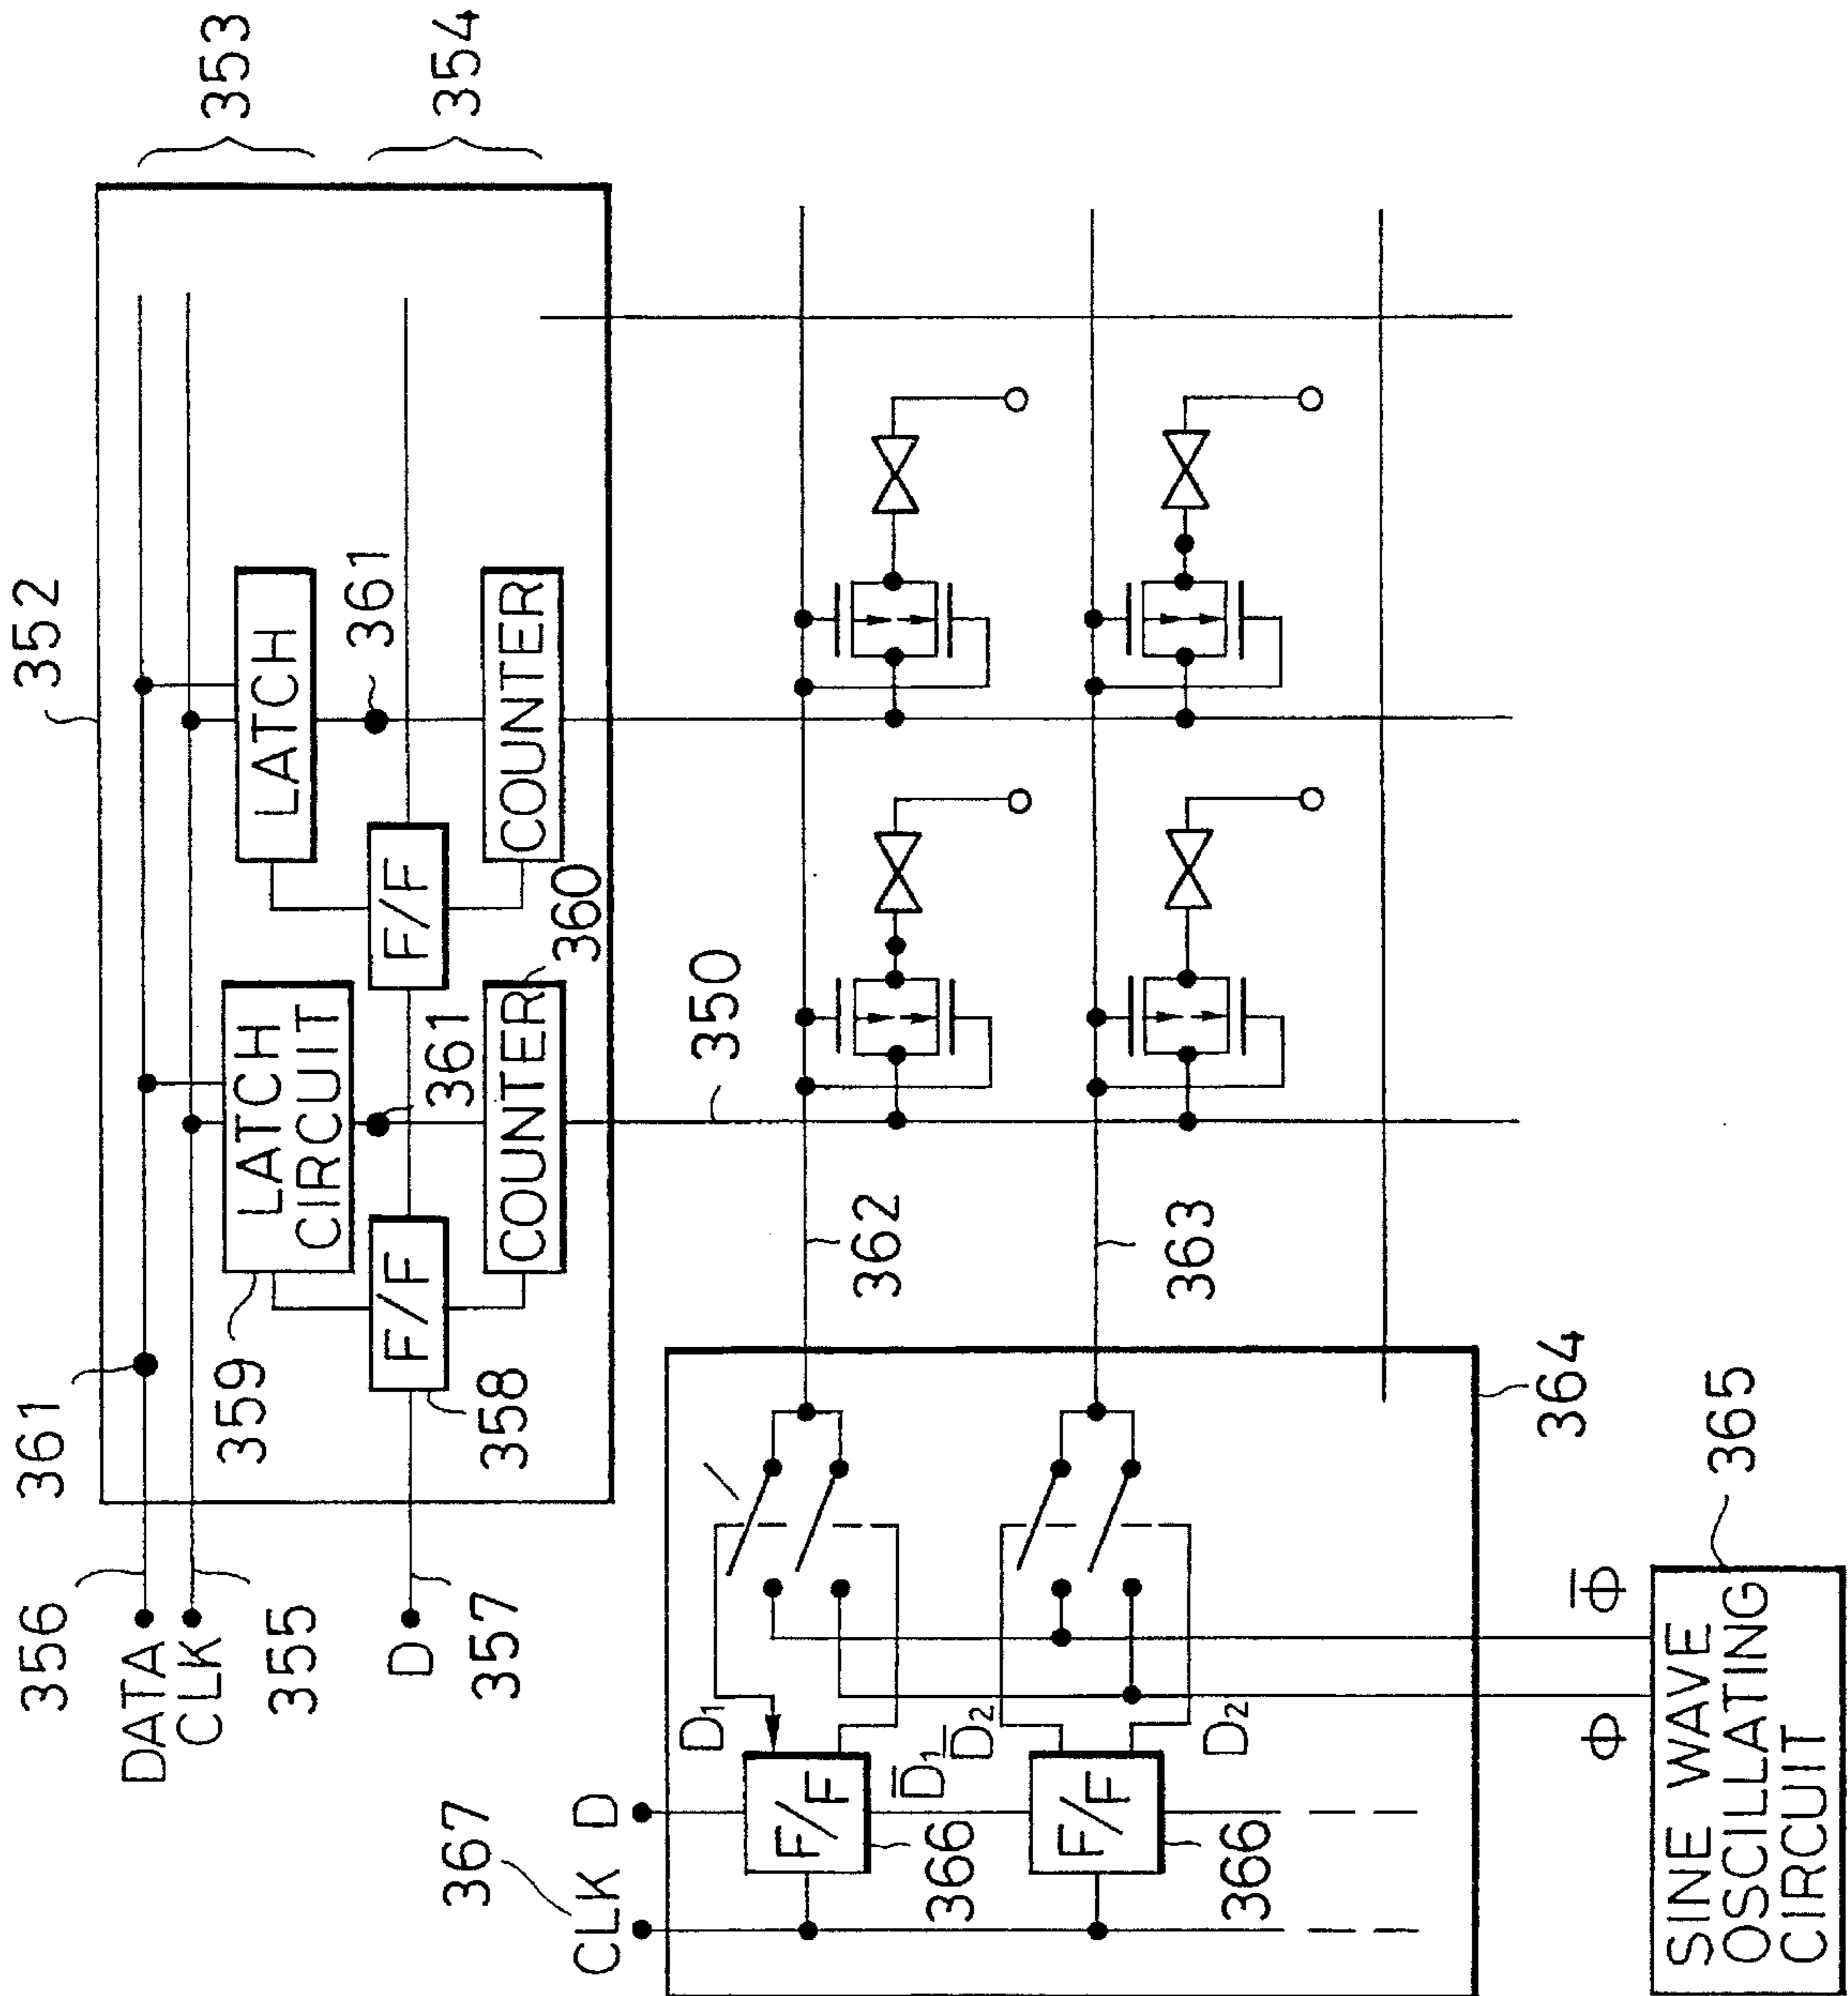 352
353
354
361
356
DATA
CLK
355
D
357
359
LATCH
CIRCUIT
LATCH
F/F
358
361
F/F
361
COUNTER
360
COUNTER
350
362
363
364
367
CLK
D
D₁
D̅₁
F/F
366
D̅₂
D₂
F/F
366
Φ
Φ̅
365
SINE WAVE
OSCILLATING
CIRCUIT